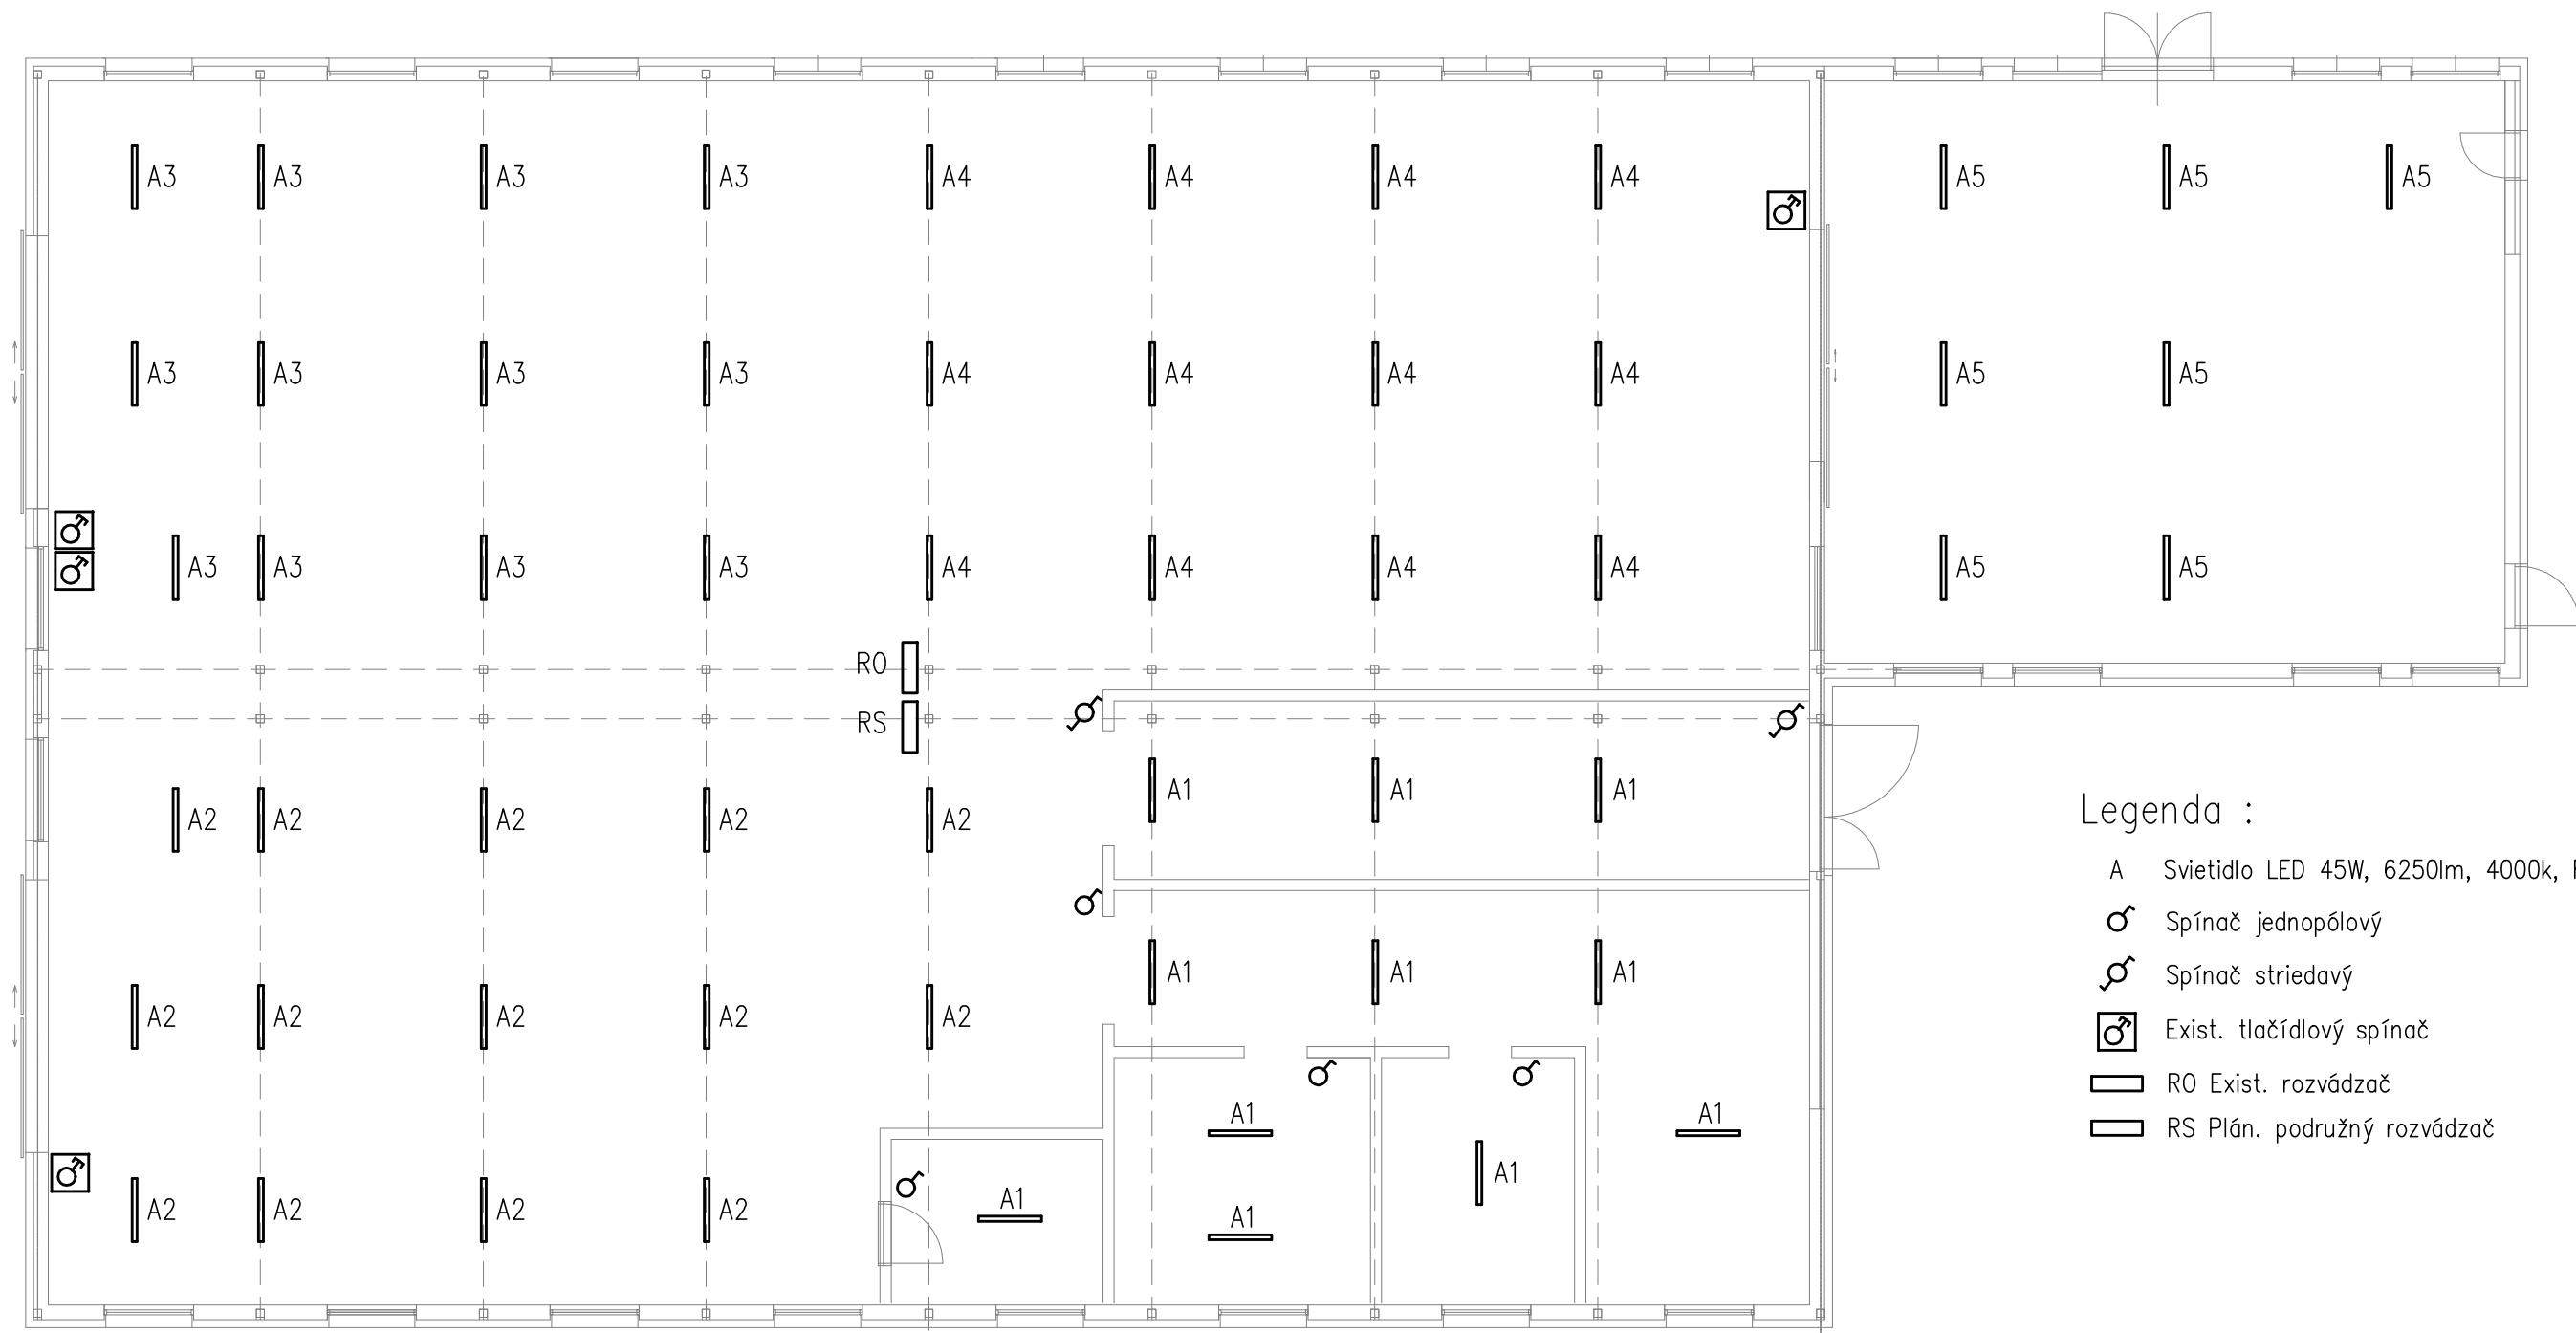 A3 A3 A3 A3 A4 A4 A4 A4 A5 A5 A5
A3 A3 A3 A3 A4 A4 A4 A4 A5 A5
A3 A3 A3 A3 A4 A4 A4 A4 A5 A5
RO
RS
A1 A1 A1
A2 A2 A2 A2 A2
A1 A1 A1
A2 A2 A2 A2 A2
A1 A1
A1
A1
A2 A2 A2 A2
A1
Legenda :
A Svietidlo LED 45W, 6250lm, 4000k,
Spínač jednopólový
Spínač striedavý
Exist. tlačídlový spínač
RO Exist. rozvádzač
RS Plán. podružný rozvádzač